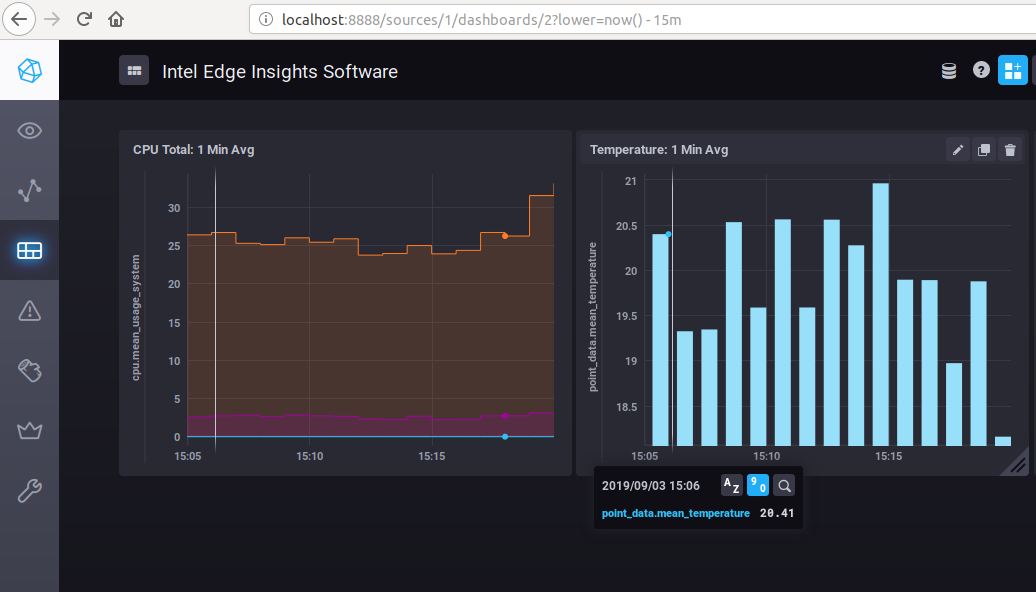 localhost:8888/sources/1/dashboards/2?lower=now() - 15m
Intel Edge Insights Software
?
CPU Total: 1 Min Avg
cpu.mean_usage_system
30
25
20
15
10
5
0
15:05 15:10 15:15
Temperature: 1 Min Avg
point_data.mean_temperature
21
20.5
20
19.5
19
18.5
15:05 15:10 15:15
2019/09/03 15:06 A Z 9 0
point_data.mean_temperature 20.41